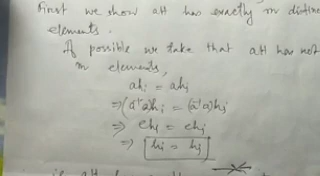 First we show aH has exactly m distinct
elements.
If possible we take that aH has not
m elements,
ahi = ahj
⇒ (a⁻¹a)hi = (a⁻¹a)hj
⇒ ehi = ehj
⇒ hi = hj